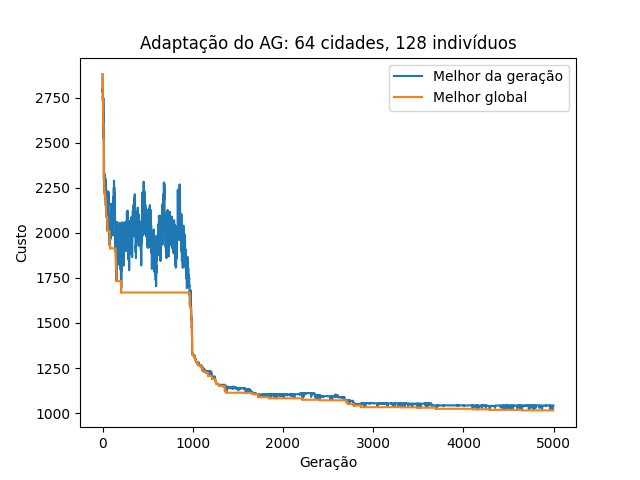 Adaptação do AG: 64 cidades, 128 indivíduos
Melhor da geração
Melhor global
2750
2500
2250
2000
1750
1500
1250
1000
Custo
0 1000 2000 3000 4000 5000
Geração